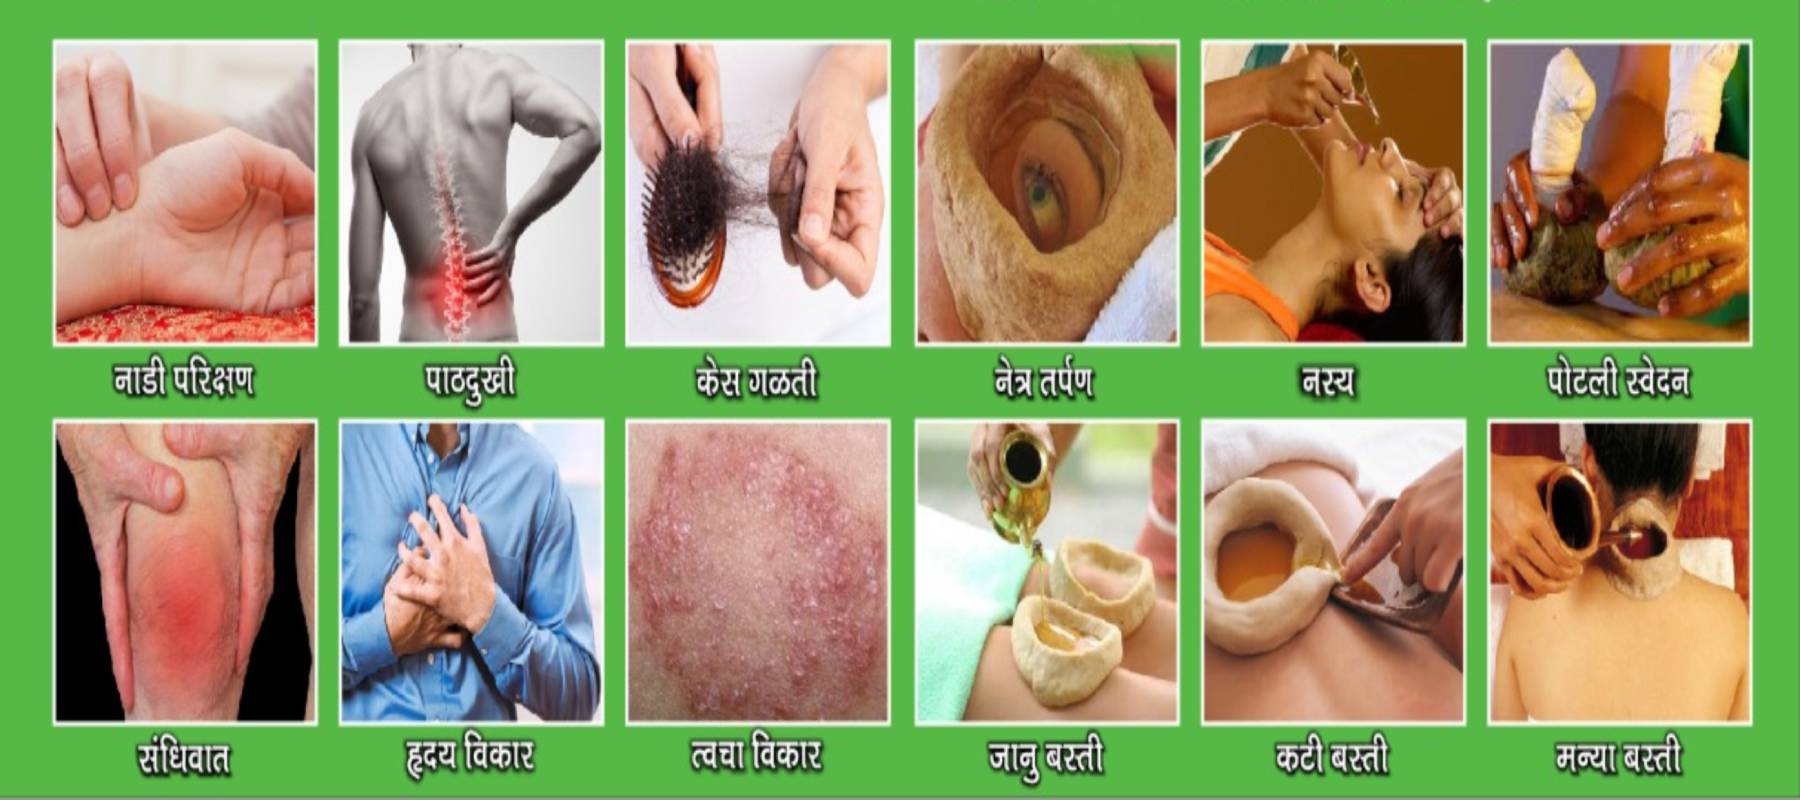 नाडी परिक्षण
पाठदुखी
केस गळती
नेत्र तर्पण
नस्य
पोटली स्वेदन
संधिवात
हृदय विकार
त्वचा विकार
जानु बस्ती
कटी बस्ती
मन्या बस्ती